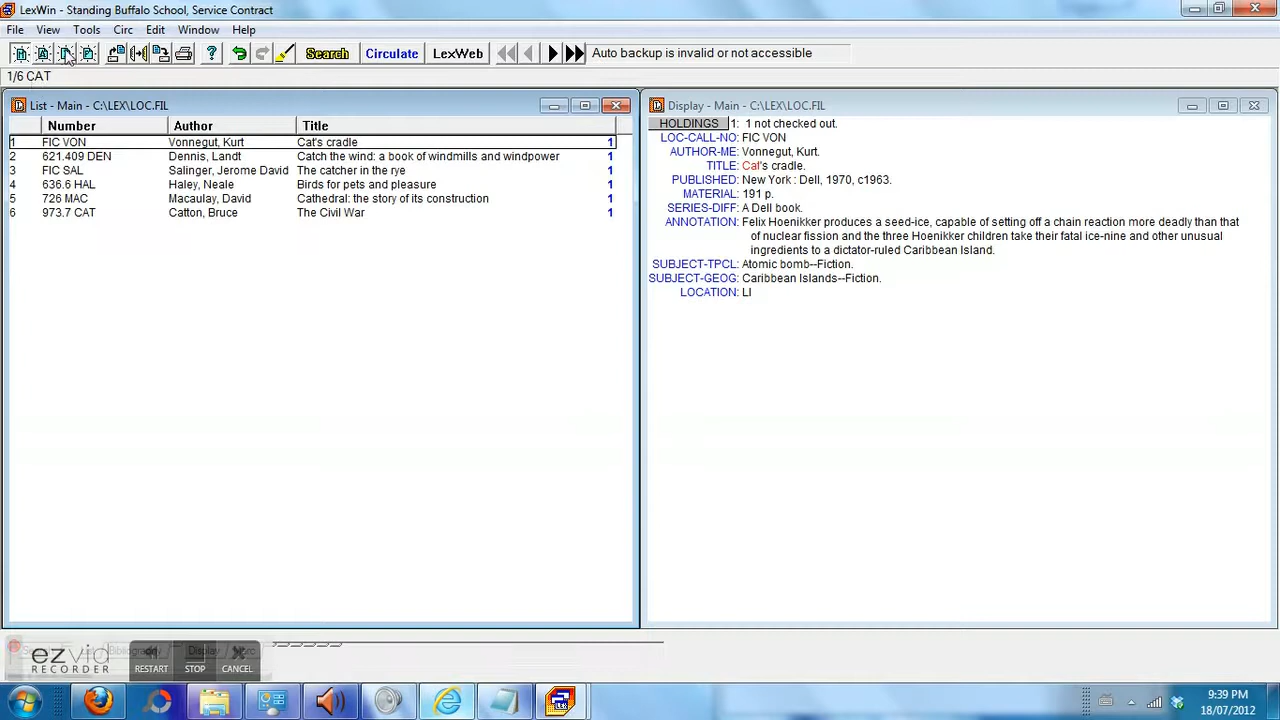 LexWin - Standing Buffalo School, Service Contract
File View Tools Circ Edit Window Help
? Search Circulate LexWeb Auto backup is invalid or not accessible
1/6 CAT
List - Main - C:\LEX\LOC.FIL
Number Author Title
1 FIC VON Vonnegut, Kurt Cat's cradle 1
2 621.409 DEN Dennis, Landt Catch the wind: a book of windmills and windpower 1
3 FIC SAL Salinger, Jerome David The catcher in the rye 1
4 636.6 HAL Haley, Neale Birds for pets and pleasure 1
5 726 MAC Macaulay, David Cathedral: the story of its construction 1
6 973.7 CAT Catton, Bruce The Civil War 1
Display - Main - C:\LEX\LOC.FIL
HOLDINGS 1: 1 not checked out.
LOC-CALL-NO: FIC VON
AUTHOR-ME: Vonnegut, Kurt.
TITLE: Cat's cradle.
PUBLISHED: New York : Dell, 1970, c1963.
MATERIAL: 191 p.
SERIES-DIFF: A Dell book.
ANNOTATION: Felix Hoenikker produces a seed-ice, capable of setting off a chain reaction more deadly than that
of nuclear fission and the three Hoenikker children take their fatal ice-nine and other unusual
ingredients to a dictator-ruled Caribbean Island.
SUBJECT-TPCL: Atomic bomb--Fiction.
SUBJECT-GEOG: Caribbean Islands--Fiction.
LOCATION: LI
Display
ezvid
RECORDER
RESTART STOP CANCEL
9:39 PM
18/07/2012